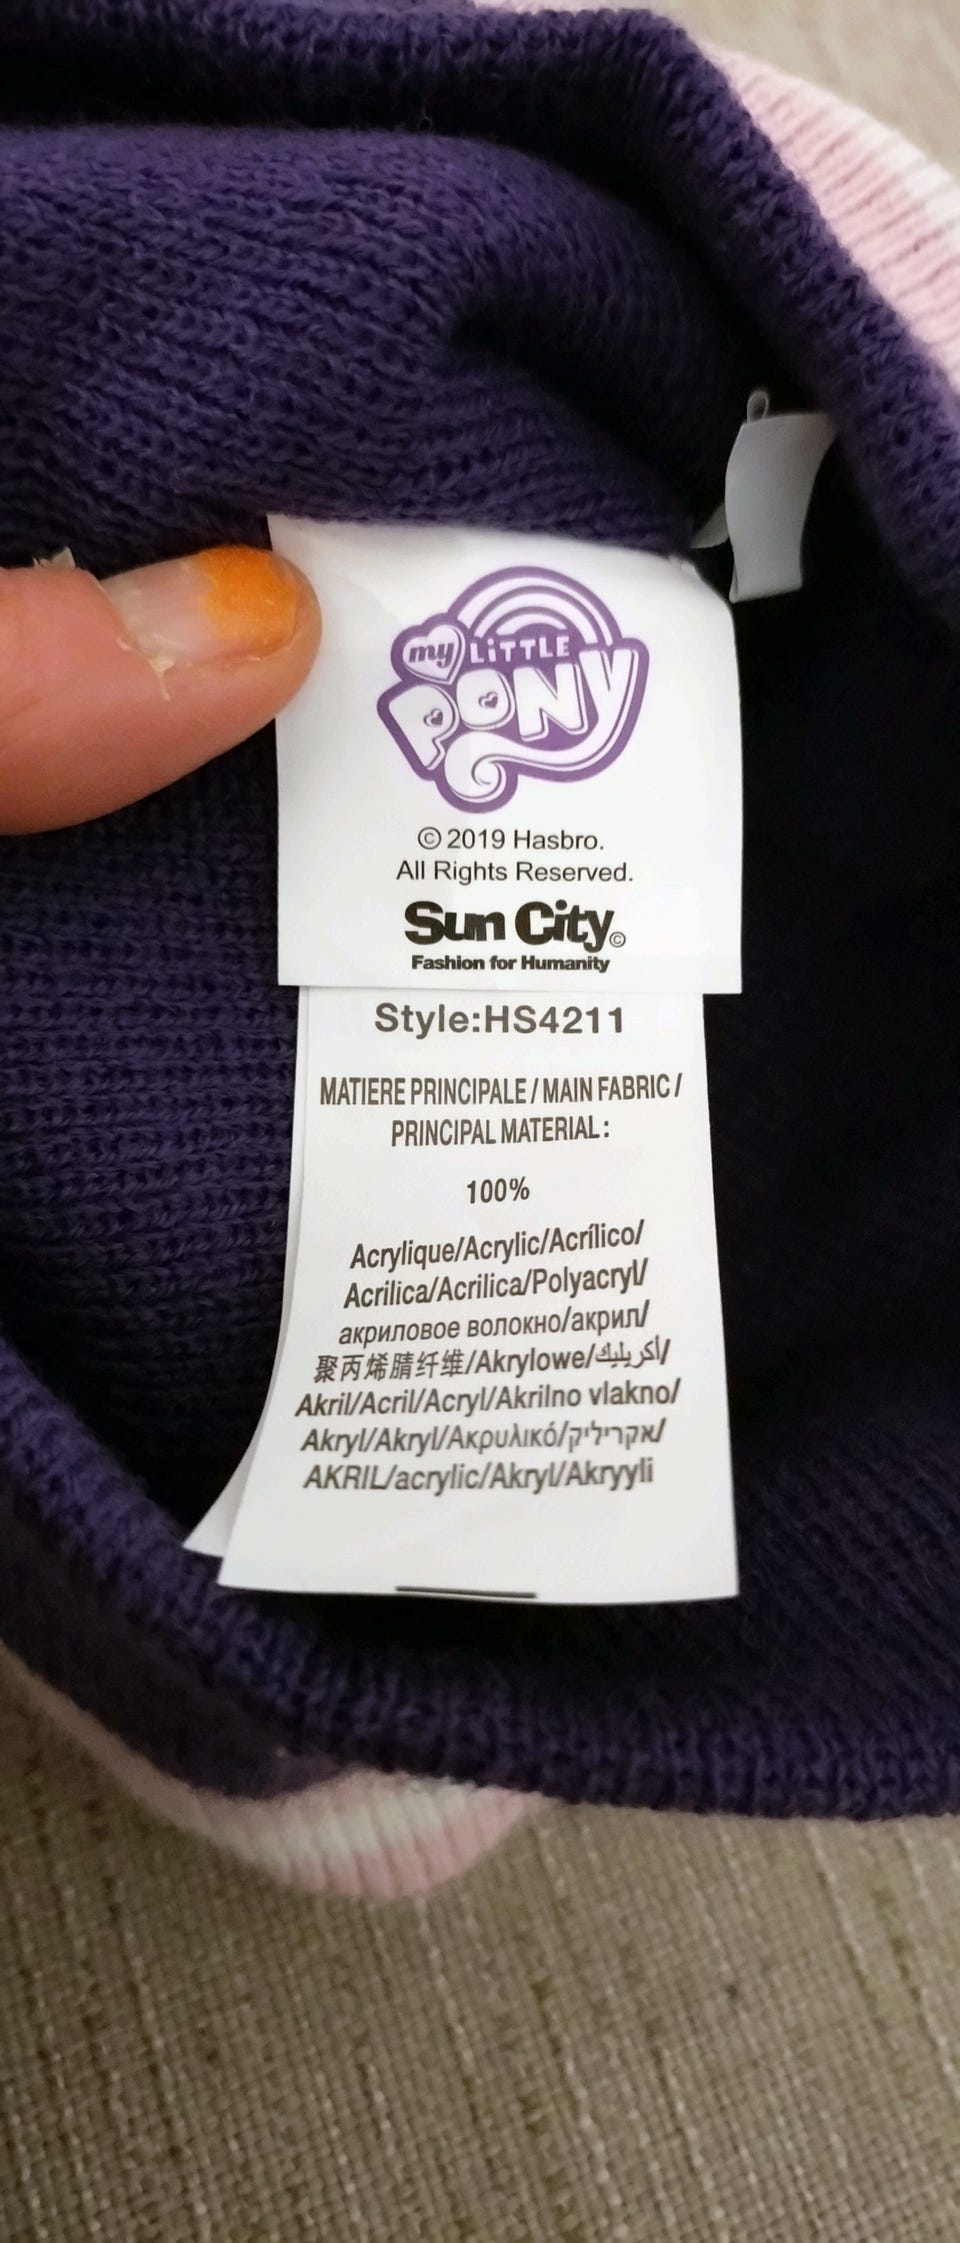 my LiTTLE
PONY
© 2019 Hasbro.
All Rights Reserved.
Sun City©
Fashion for Humanity
Style:HS4211
MATIERE PRINCIPALE / MAIN FABRIC /
PRINCIPAL MATERIAL :
100%
Acrylique/Acrylic/Acrílico/
Acrilica/Acrilica/Polyacryl/
акриловое волокно/акрил/
聚丙烯腈纤维/Akrylowe/أكريليك/
Akril/Acril/Acryl/Akrilno vlakno/
Akryl/Akryl/Ακρυλικό/אקריליק/
AKRIL/acrylic/Akryl/Akryyli